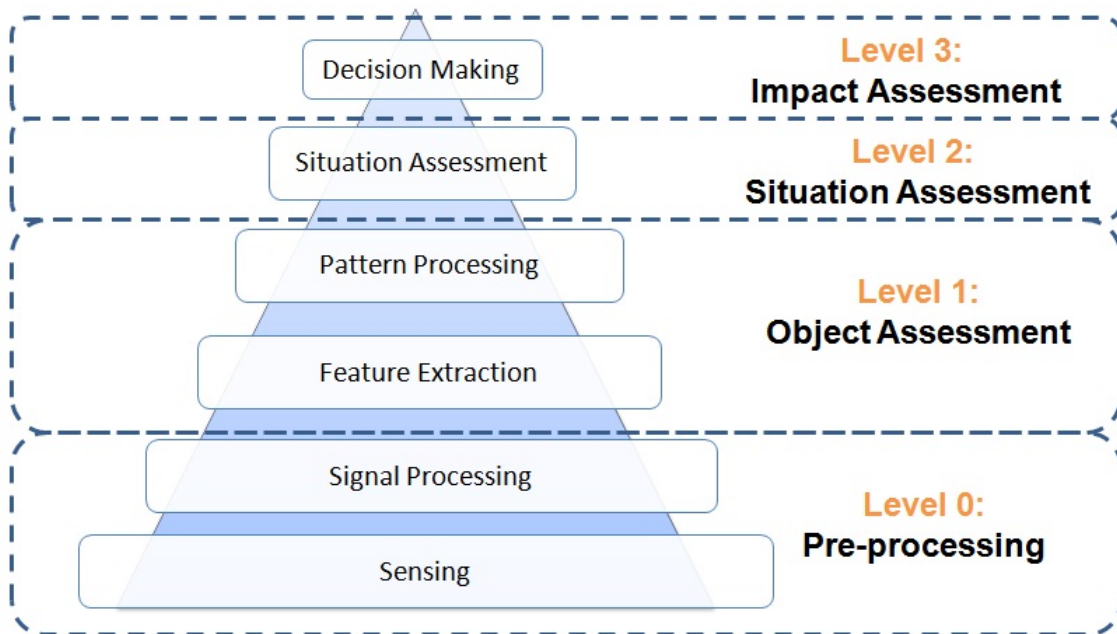 Decision Making
Level 3:
Impact Assessment
Situation Assessment
Level 2:
Situation Assessment
Pattern Processing
Level 1:
Object Assessment
Feature Extraction
Signal Processing
Level 0:
Pre-processing
Sensing